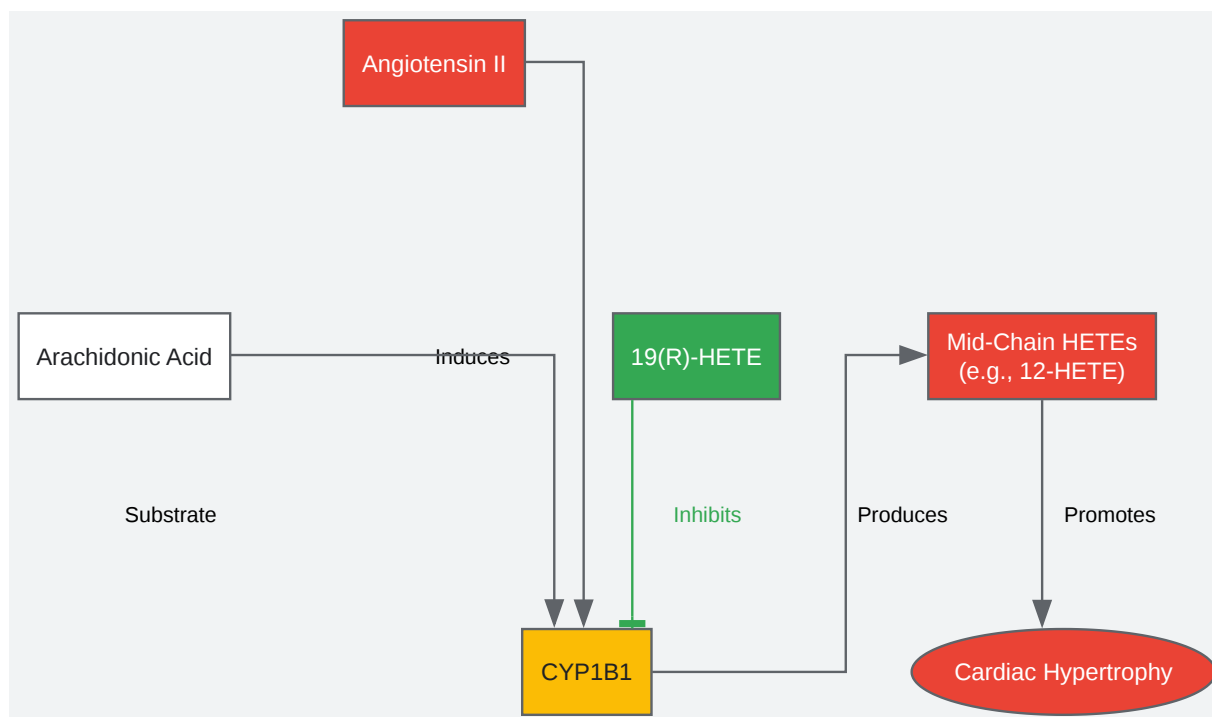 Angiotensin II
Arachidonic Acid
Induces
19(R)-HETE
Mid-Chain HETEs
(e.g., 12-HETE)
Substrate
Inhibits
Produces
Promotes
CYP1B1
Cardiac Hypertrophy